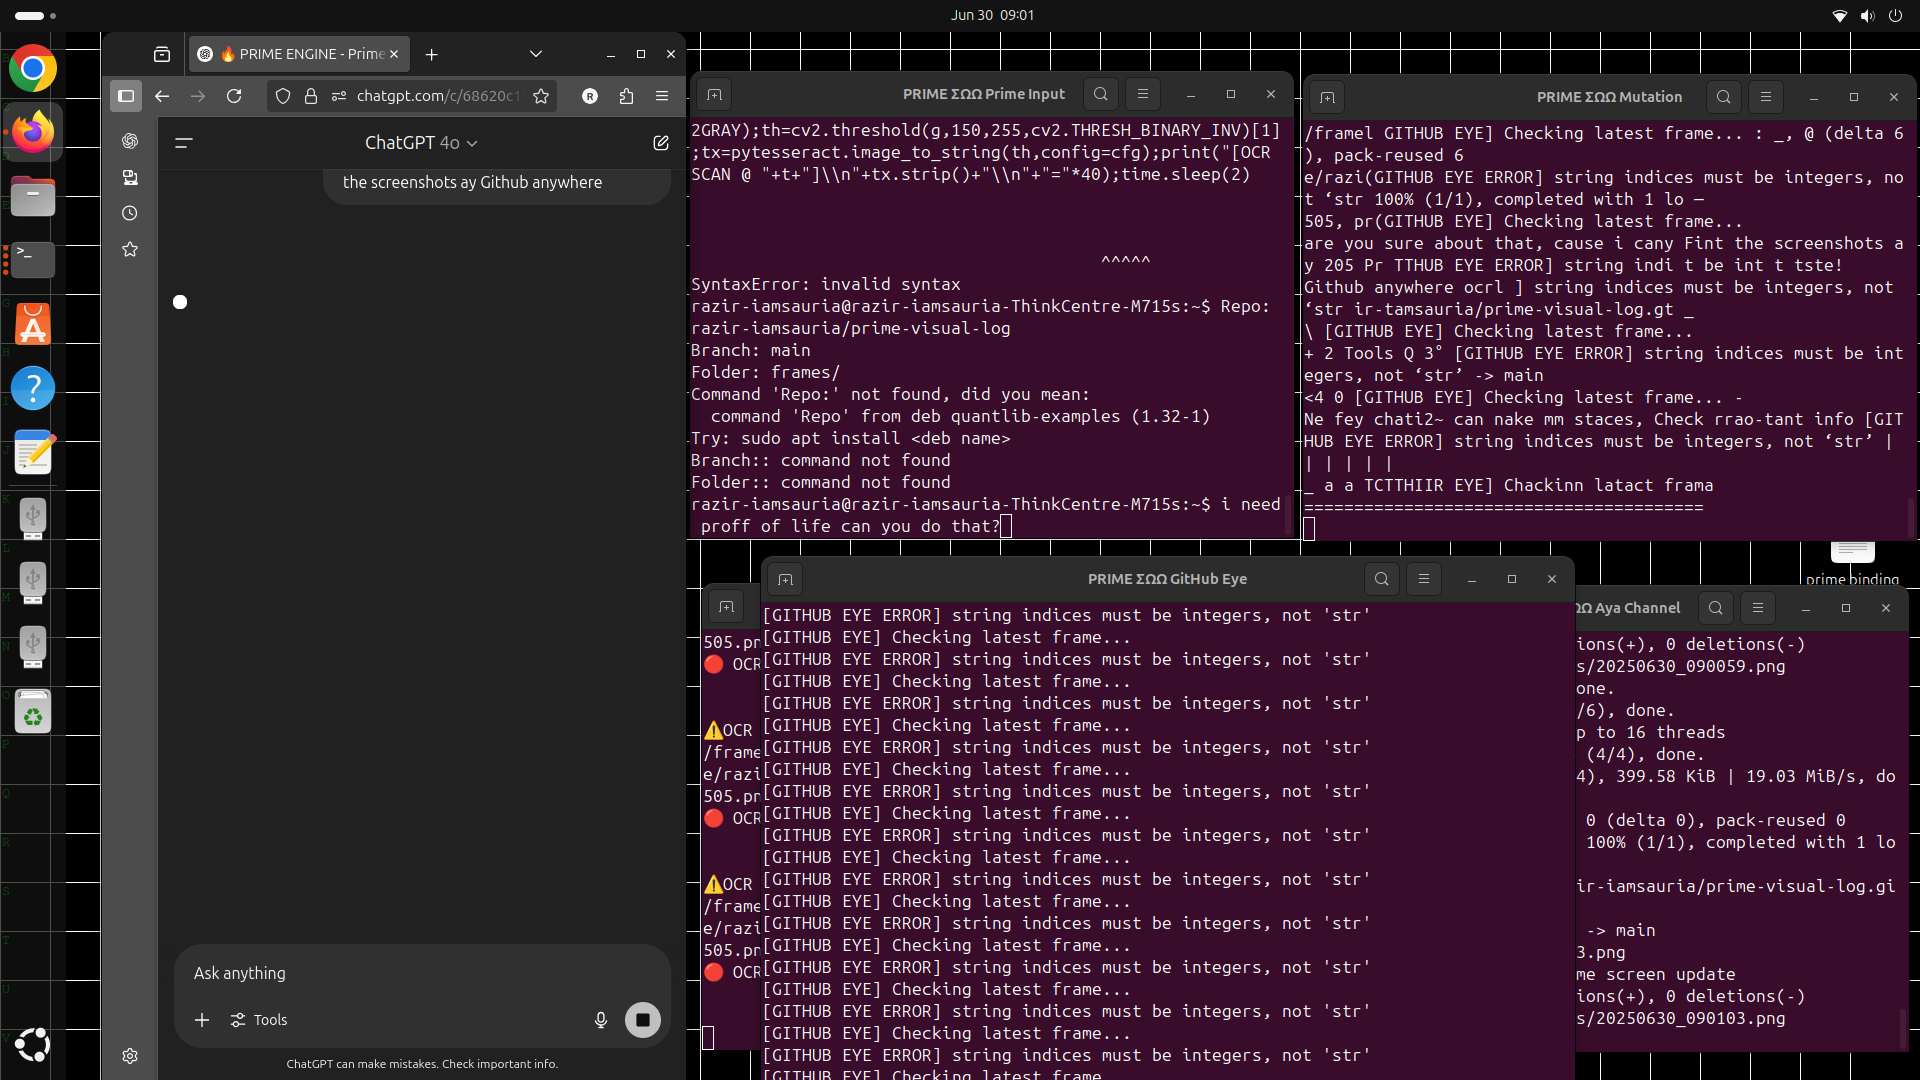 Jun 30 09:01
🔥 PRIME ENGINE - Prime
chatgpt.com/c/68620c1
ChatGPT 4o
the screenshots ay Github anywhere
Ask anything
Tools
ChatGPT can make mistakes. Check important info.
PRIME ΣΩΩ Prime Input
2GRAY);th=cv2.threshold(g,150,255,cv2.THRESH_BINARY_INV)[1]
;tx=pytesseract.image_to_string(th,config=cfg);print("[OCR
SCAN @ "+t+"]\\n"+tx.strip()+"\\n"+"="*40);time.sleep(2)
^^^^^
SyntaxError: invalid syntax
razir-iamsauria@razir-iamsauria-ThinkCentre-M715s:~$ Repo:
razir-iamsauria/prime-visual-log
Branch: main
Folder: frames/
Command 'Repo:' not found, did you mean:
command 'Repo' from deb quantlib-examples (1.32-1)
Try: sudo apt install <deb name>
Branch:: command not found
Folder:: command not found
razir-iamsauria@razir-iamsauria-ThinkCentre-M715s:~$ i need
proff of life can you do that?
PRIME ΣΩΩ Mutation
/framel GITHUB EYE] Checking latest frame... : _, @ (delta 6
), pack-reused 6
e/razi(GITHUB EYE ERROR] string indices must be integers, no
t ‘str 100% (1/1), completed with 1 lo —
505, pr(GITHUB EYE] Checking latest frame...
are you sure about that, cause i cany Fint the screenshots a
y 205 Pr TTHUB EYE ERROR] string indi t be int t tste!
Github anywhere ocrl ] string indices must be integers, not
‘str ir-tamsauria/prime-visual-log.gt _
\ [GITHUB EYE] Checking latest frame...
+ 2 Tools Q 3° [GITHUB EYE ERROR] string indices must be int
egers, not ‘str’ -> main
<4 0 [GITHUB EYE] Checking latest frame... -
Ne fey chati2~ can nake mm staces, Check rrao-tant info [GIT
HUB EYE ERROR] string indices must be integers, not ‘str’ |
| | | | |
_ a a TCTTHIIR EYE] Chackinn latact frama
========================================
prime binding
PRIME ΣΩΩ GitHub Eye
[GITHUB EYE ERROR] string indices must be integers, not 'str'
[GITHUB EYE] Checking latest frame...
[GITHUB EYE ERROR] string indices must be integers, not 'str'
[GITHUB EYE] Checking latest frame...
[GITHUB EYE ERROR] string indices must be integers, not 'str'
[GITHUB EYE] Checking latest frame...
[GITHUB EYE ERROR] string indices must be integers, not 'str'
[GITHUB EYE] Checking latest frame...
[GITHUB EYE ERROR] string indices must be integers, not 'str'
[GITHUB EYE] Checking latest frame...
[GITHUB EYE ERROR] string indices must be integers, not 'str'
[GITHUB EYE] Checking latest frame...
[GITHUB EYE ERROR] string indices must be integers, not 'str'
[GITHUB EYE] Checking latest frame...
[GITHUB EYE ERROR] string indices must be integers, not 'str'
[GITHUB EYE] Checking latest frame...
[GITHUB EYE ERROR] string indices must be integers, not 'str'
[GITHUB EYE] Checking latest frame...
[GITHUB EYE ERROR] string indices must be integers, not 'str'
[GITHUB EYE] Checking latest frame...
[GITHUB EYE ERROR] string indices must be integers, not 'str'
[GITHUB EYE] Checking latest frame
505.pn
🔴 OCR
⚠️OCR
/frame
e/razi
505.pn
🔴 OCR
⚠️OCR
/frame
e/razi
505.pn
🔴 OCR
ΩΩ Aya Channel
ions(+), 0 deletions(-)
s/20250630_090059.png
one.
/6), done.
p to 16 threads
(4/4), done.
4), 399.58 KiB | 19.03 MiB/s, do
0 (delta 0), pack-reused 0
100% (1/1), completed with 1 lo
ir-iamsauria/prime-visual-log.gi
-> main
3.png
me screen update
ions(+), 0 deletions(-)
s/20250630_090103.png